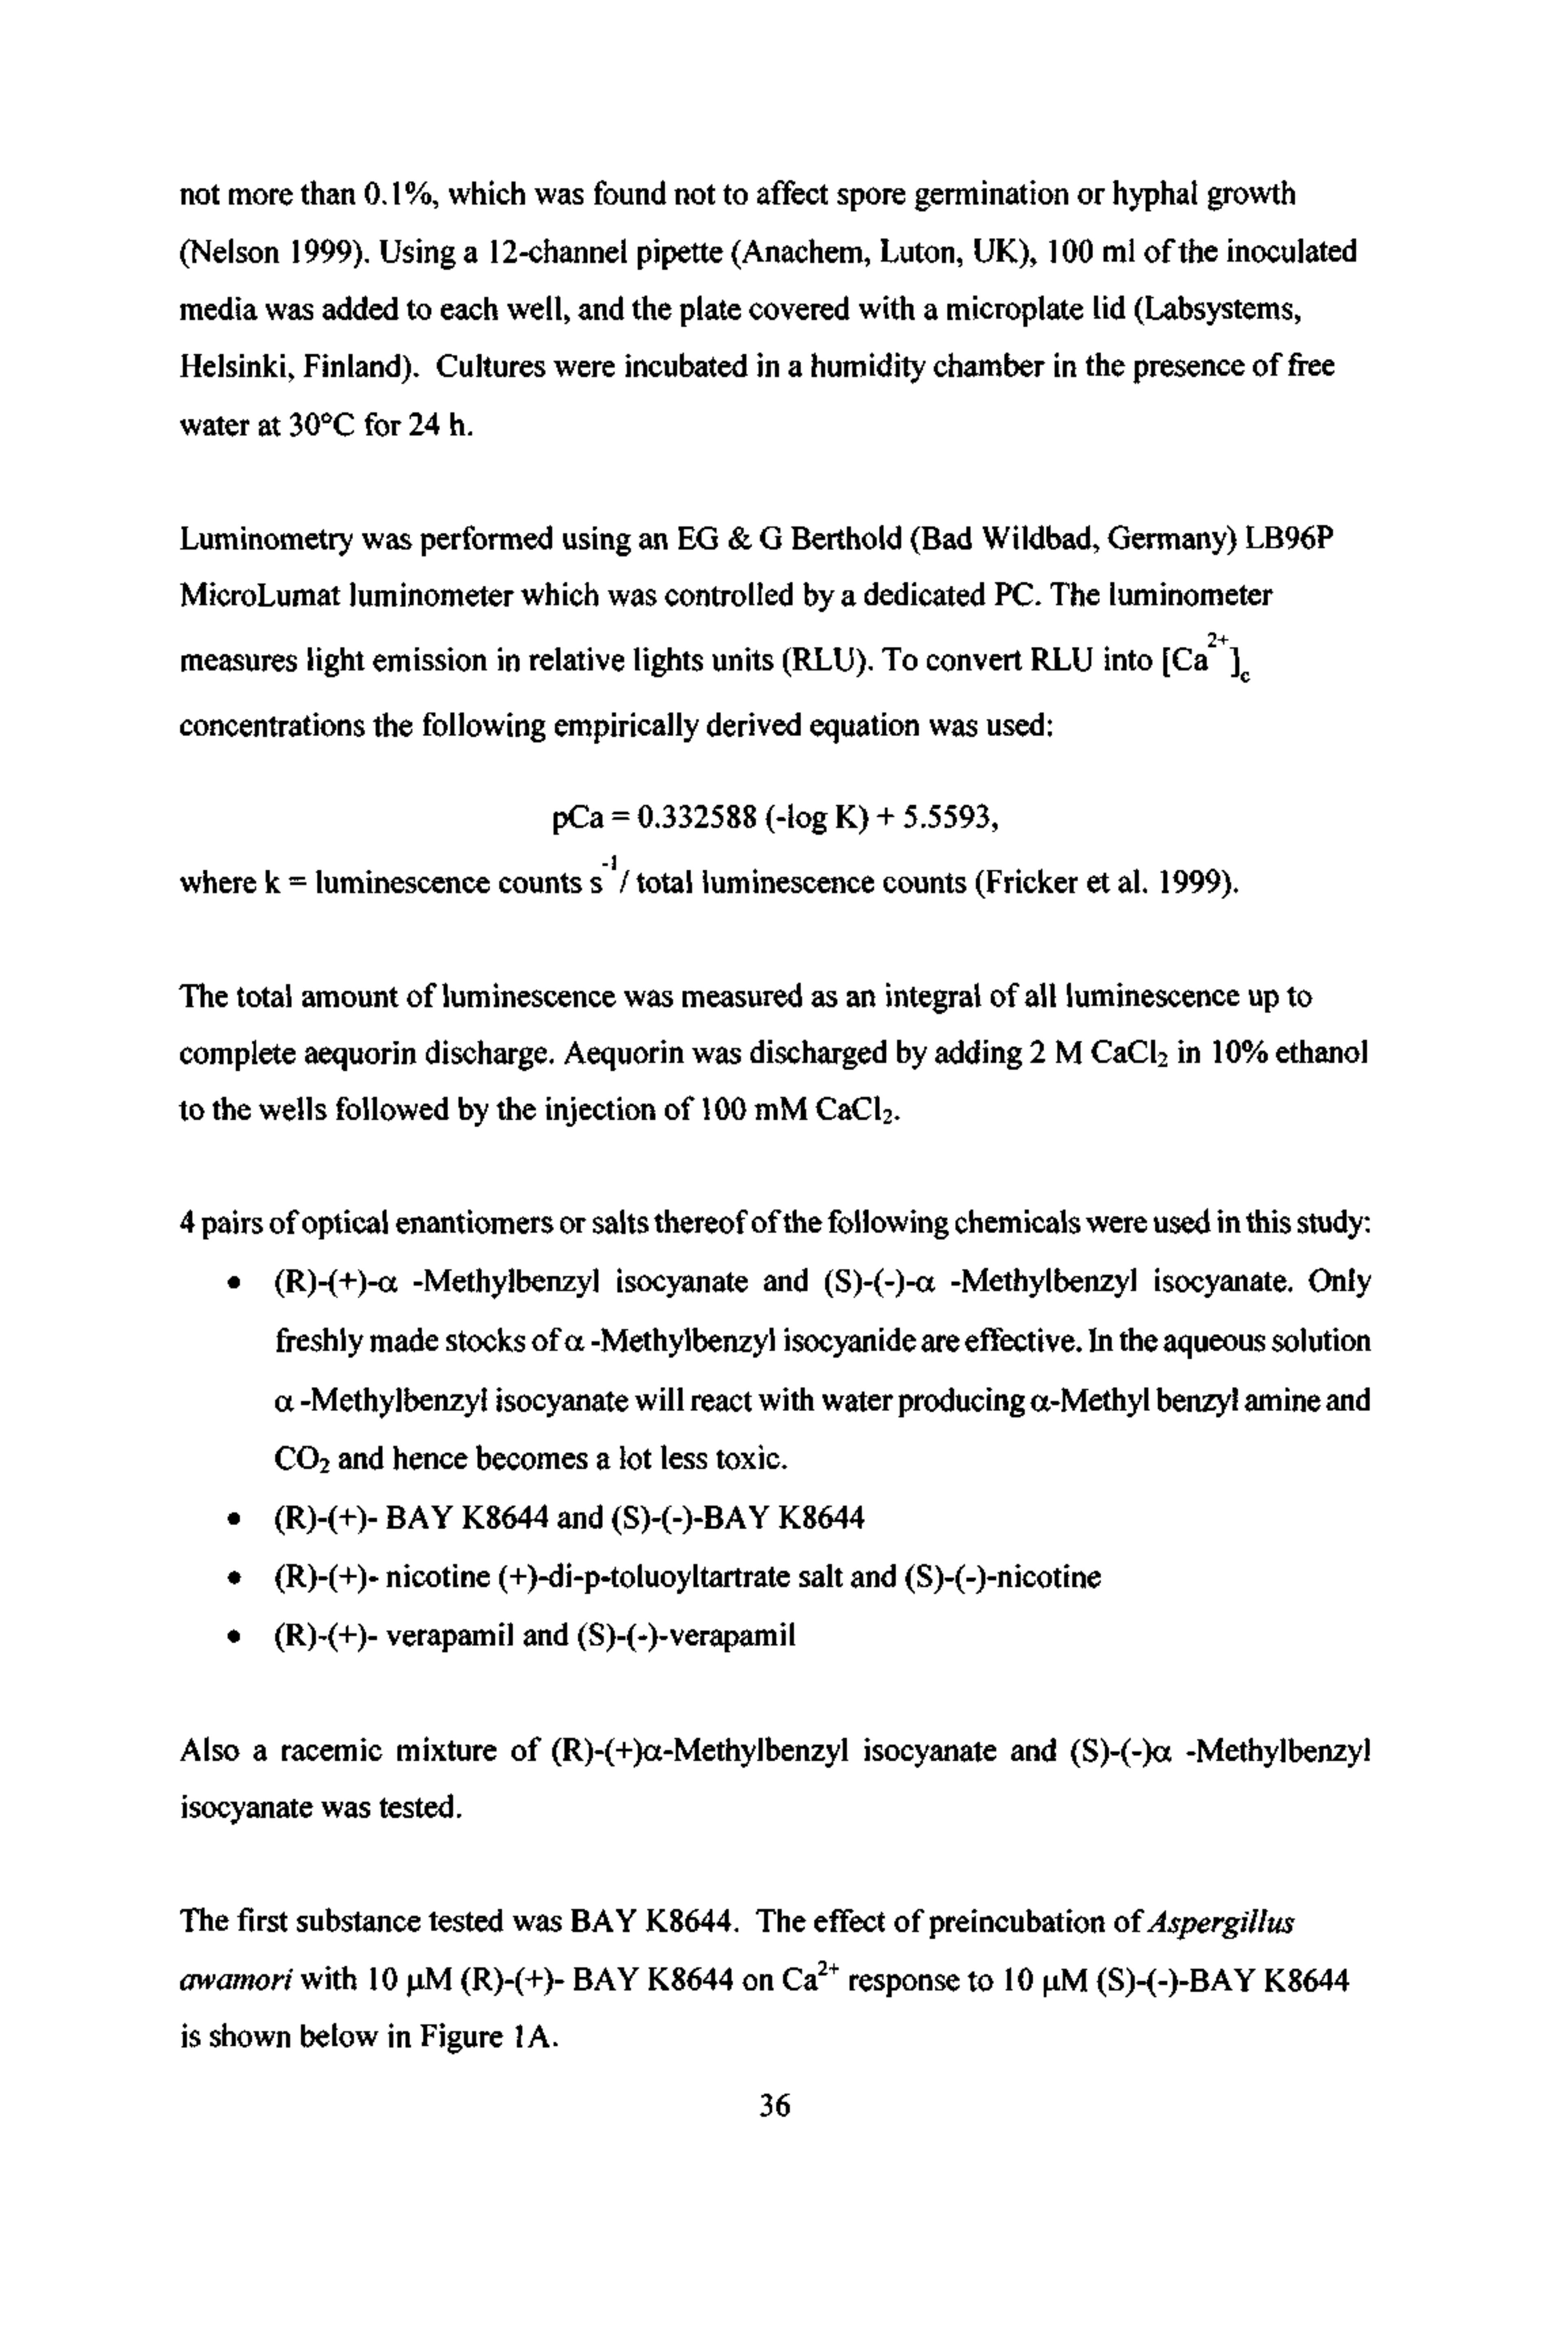 not more than 0.1%, which was found not to affect spore germination or hyphal growth
(Nelson 1999). Using a 12-channel pipette (Anachem, Luton, UK), 100 ml of the inoculated
media was added to each well, and the plate covered with a microplate lid (Labsystems,
Helsinki, Finland). Cultures were incubated in a humidity chamber in the presence of free
water at 30°C for 24 h.
Luminometry was performed using an EG & G Berthold (Bad Wildbad, Germany) LB96P
MicroLumat luminometer which was controlled by a dedicated PC. The luminometer
measures light emission in relative lights units (RLU). To convert RLU into [Ca²⁺]c
concentrations the following empirically derived equation was used:
pCa = 0.332588 (-log K) + 5.5593,
where k = luminescence counts s⁻¹/ total luminescence counts (Fricker et al. 1999).
The total amount of luminescence was measured as an integral of all luminescence up to
complete aequorin discharge. Aequorin was discharged by adding 2 M CaCl₂ in 10% ethanol
to the wells followed by the injection of 100 mM CaCl₂.
4 pairs of optical enantiomers or salts thereof of the following chemicals were used in this study:
• (R)-(+)-α -Methylbenzyl isocyanate and (S)-(-)-α -Methylbenzyl isocyanate. Only
freshly made stocks of α -Methylbenzyl isocyanide are effective. In the aqueous solution
α -Methylbenzyl isocyanate will react with water producing α-Methyl benzyl amine and
CO₂ and hence becomes a lot less toxic.
• (R)-(+)- BAY K8644 and (S)-(-)-BAY K8644
• (R)-(+)- nicotine (+)-di-p-toluoyltartrate salt and (S)-(-)-nicotine
• (R)-(+)- verapamil and (S)-(-)-verapamil
Also a racemic mixture of (R)-(+)α-Methylbenzyl isocyanate and (S)-(-)α -Methylbenzyl
isocyanate was tested.
The first substance tested was BAY K8644. The effect of preincubation of Aspergillus
awamori with 10 µM (R)-(+)- BAY K8644 on Ca²⁺ response to 10 µM (S)-(-)-BAY K8644
is shown below in Figure 1A.
36